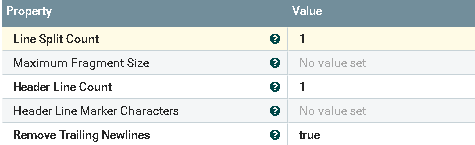 Property Value
Line Split Count 1
Maximum Fragment Size No value set
Header Line Count 1
Header Line Marker Characters No value set
Remove Trailing Newlines true